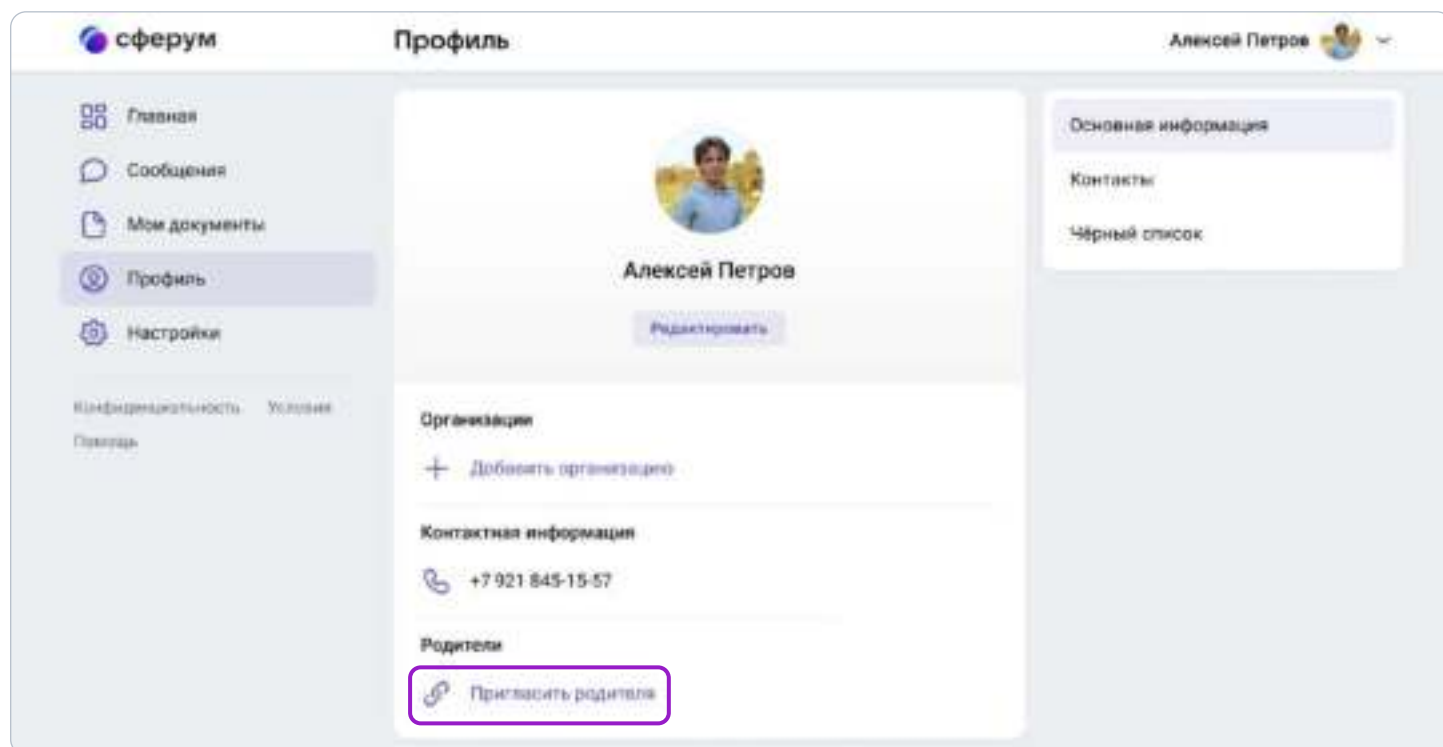 сферум
Профиль
Алексей Петров
Главная
Сообщения
Мои документы
Профиль
Настройки
Конфиденциальность Условия
Помощь
Алексей Петров
Редактировать
Организации
Добавить организацию
Контактная информация
+7 921 845-15-57
Родители
Пригласить родителя
Основная информация
Контакты
Чёрный список